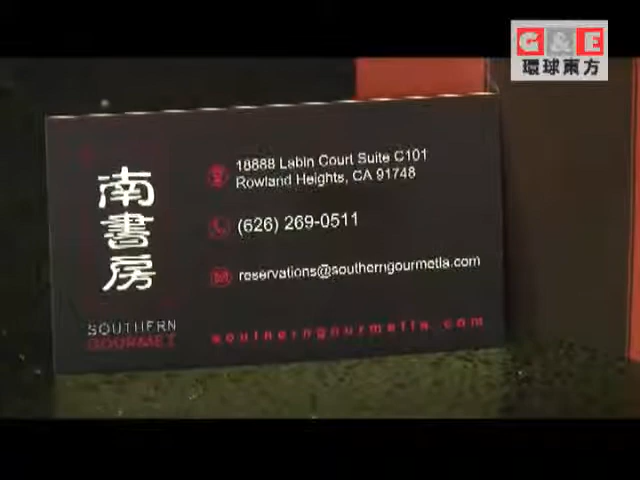 G&E
環球東方
南書房
SOUTHERN
GOURMET
18888 Labin Court Suite C101
Rowland Heights, CA 91748
(626) 269-0511
reservations@southerngourmetla.com
southerngourmetla.com